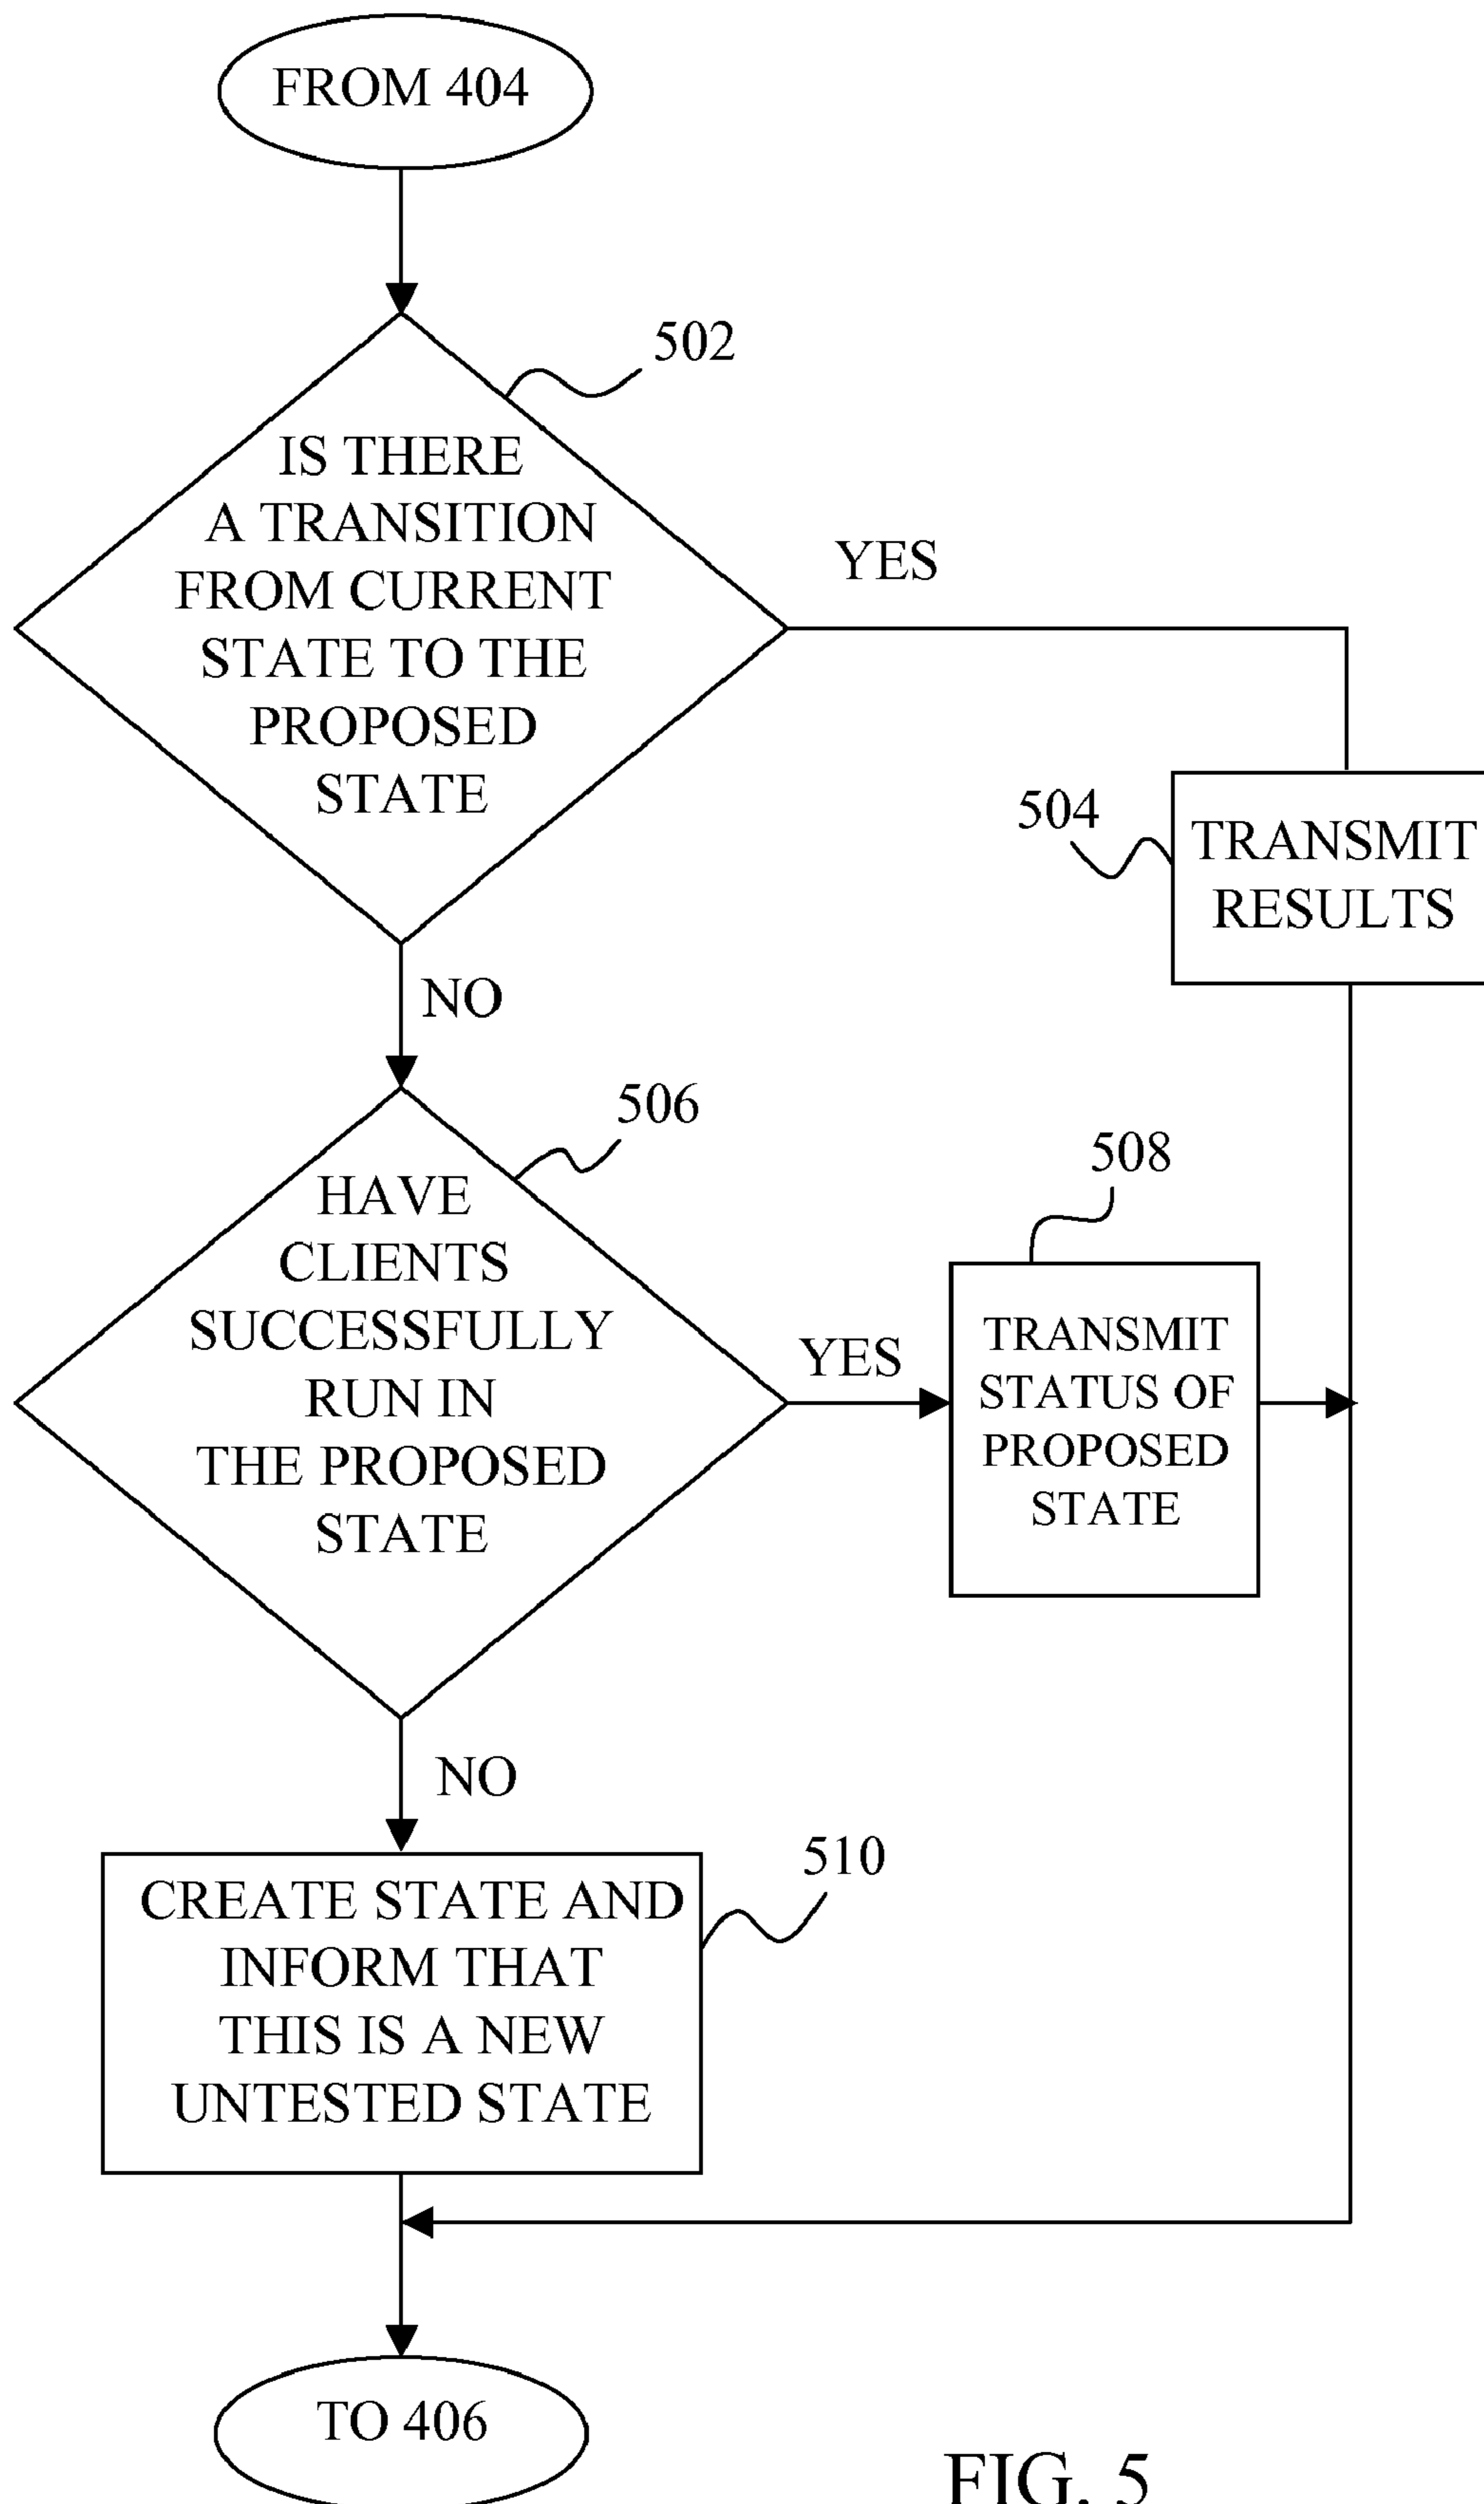 FROM 404
502
IS THERE
A TRANSITION
FROM CURRENT
STATE TO THE
PROPOSED
STATE
YES
504
TRANSMIT
RESULTS
NO
506
HAVE
CLIENTS
SUCCESSFULLY
RUN IN
THE PROPOSED
STATE
YES
508
TRANSMIT
STATUS OF
PROPOSED
STATE
NO
510
CREATE STATE AND
INFORM THAT
THIS IS A NEW
UNTESTED STATE
TO 406
FIG. 5